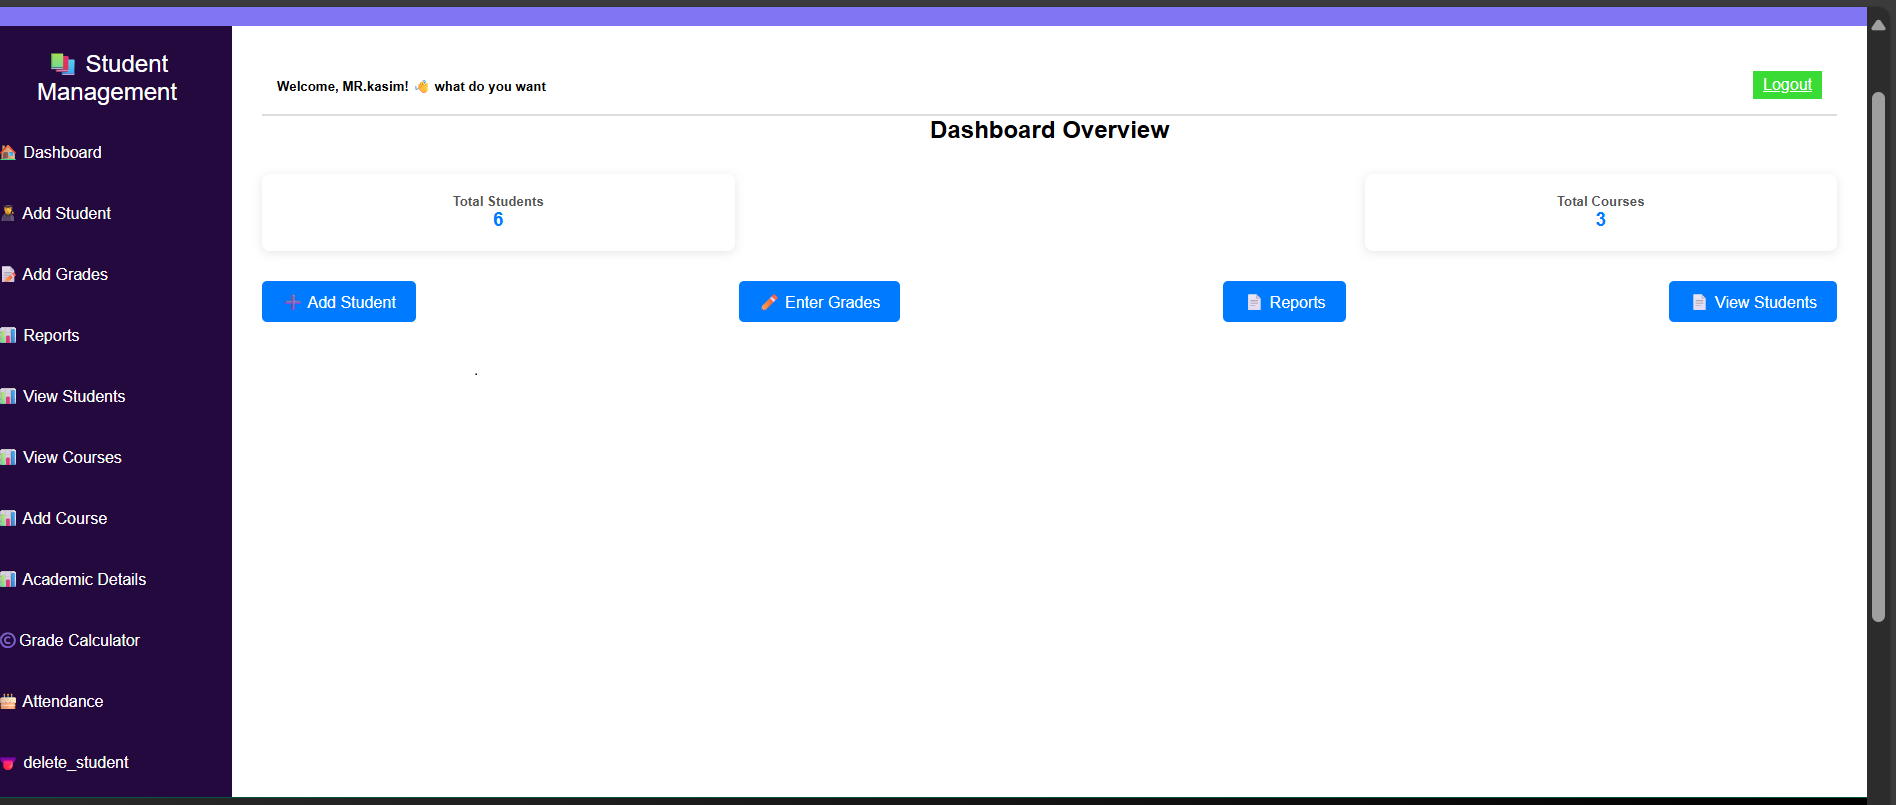 📚 Student
Management
🏠 Dashboard
👩‍🎓 Add Student
📝 Add Grades
📊 Reports
📊 View Students
📊 View Courses
📊 Add Course
📊 Academic Details
© Grade Calculator
🎂 Attendance
👅 delete_student
Welcome, MR.kasim! 👋 what do you want
Logout
Dashboard Overview
Total Students
6
Total Courses
3
➕ Add Student
✏️ Enter Grades
📄 Reports
📄 View Students
.